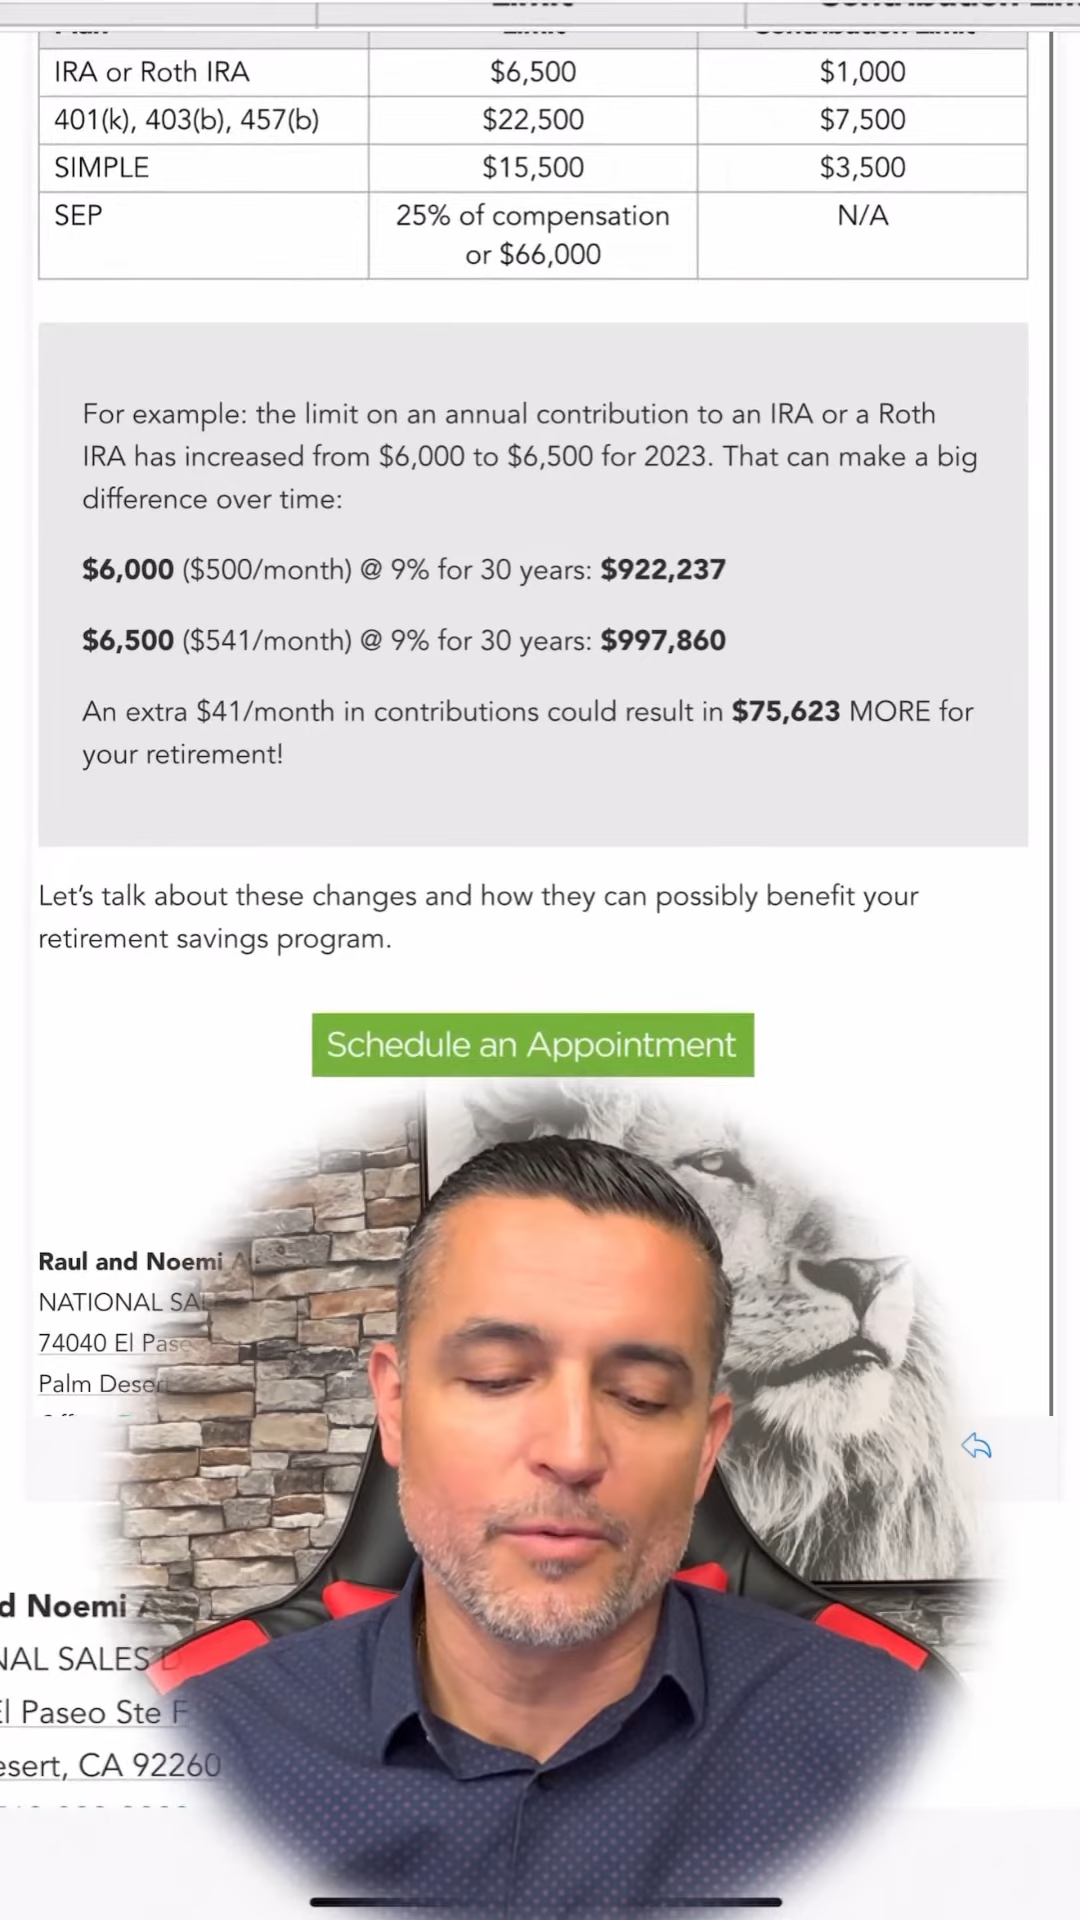 IRA or Roth IRA $6,500 $1,000
401(k), 403(b), 457(b) $22,500 $7,500
SIMPLE $15,500 $3,500
SEP 25% of compensation N/A
or $66,000
For example: the limit on an annual contribution to an IRA or a Roth
IRA has increased from $6,000 to $6,500 for 2023. That can make a big
difference over time:
$6,000 ($500/month) @ 9% for 30 years: $922,237
$6,500 ($541/month) @ 9% for 30 years: $997,860
An extra $41/month in contributions could result in $75,623 MORE for
your retirement!
Let's talk about these changes and how they can possibly benefit your
retirement savings program.
Schedule an Appointment
Raul and Noemi
NATIONAL
74040 El
Palm
Noemi
SALES
El Paseo Ste F
CA 92260